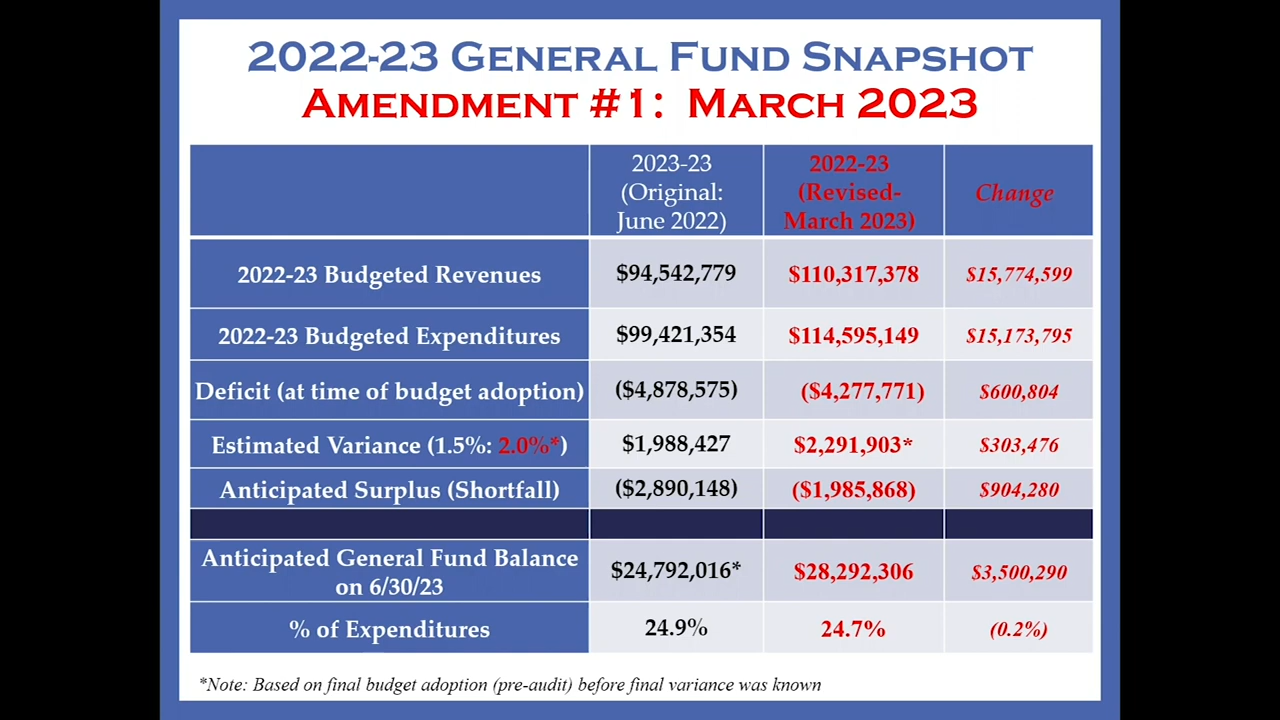 2022-23 GENERAL FUND SNAPSHOT
AMENDMENT #1: MARCH 2023
2023-23 (Original: June 2022) 2022-23 (Revised- March 2023) Change
2022-23 Budgeted Revenues $94,542,779 $110,317,378 $15,774,599
2022-23 Budgeted Expenditures $99,421,354 $114,595,149 $15,173,795
Deficit (at time of budget adoption) ($4,878,575) ($4,277,771) $600,804
Estimated Variance (1.5%: 2.0%*) $1,988,427 $2,291,903* $303,476
Anticipated Surplus (Shortfall) ($2,890,148) ($1,985,868) $904,280
Anticipated General Fund Balance on 6/30/23 $24,792,016* $28,292,306 $3,500,290
% of Expenditures 24.9% 24.7% (0.2%)
*Note: Based on final budget adoption (pre-audit) before final variance was known